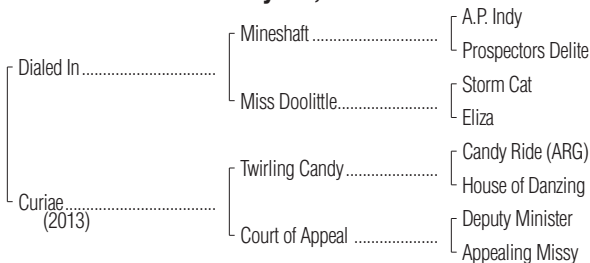 A.P. Indy
Mineshaft
Prospectors Delite
Dialed In
Storm Cat
Miss Doolittle
Eliza
Candy Ride (ARG)
Twirling Candy
House of Danzing
Curiae
(2013)
Deputy Minister
Court of Appeal
Appealing Missy